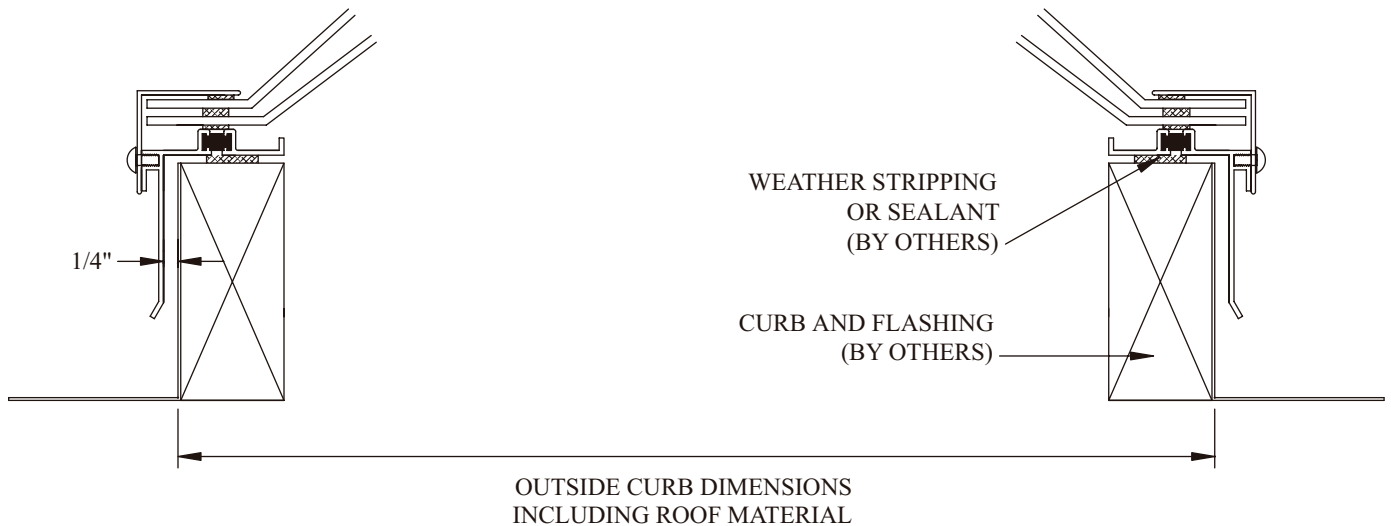 WEATHER STRIPPING
OR SEALANT
(BY OTHERS)
1/4"
CURB AND FLASHING
(BY OTHERS)
OUTSIDE CURB DIMENSIONS
INCLUDING ROOF MATERIAL